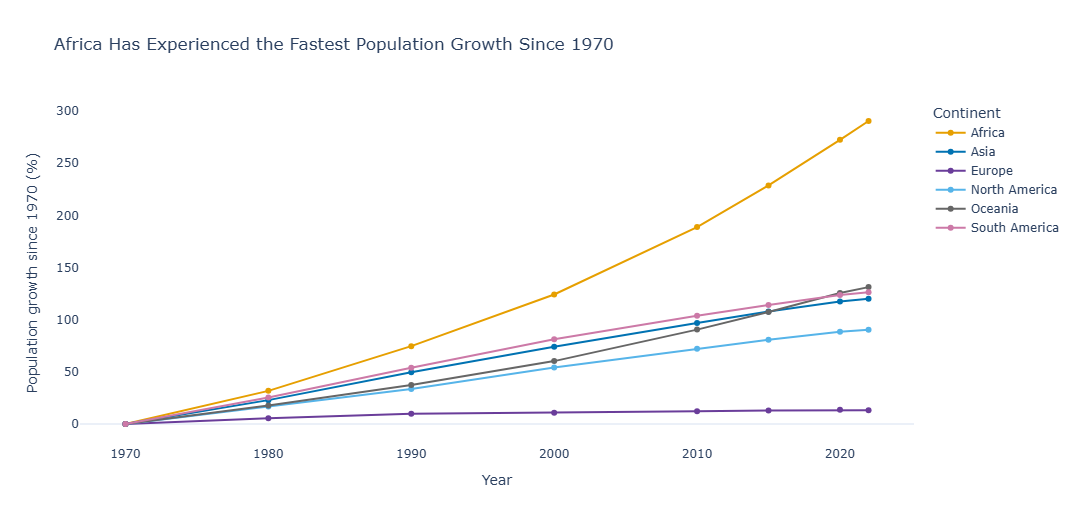 Africa Has Experienced the Fastest Population Growth Since 1970
Population growth since 1970 (%)
300
250
200
150
100
50
0
1970
1980
1990
2000
2010
2020
Year
Continent
Africa
Asia
Europe
North America
Oceania
South America